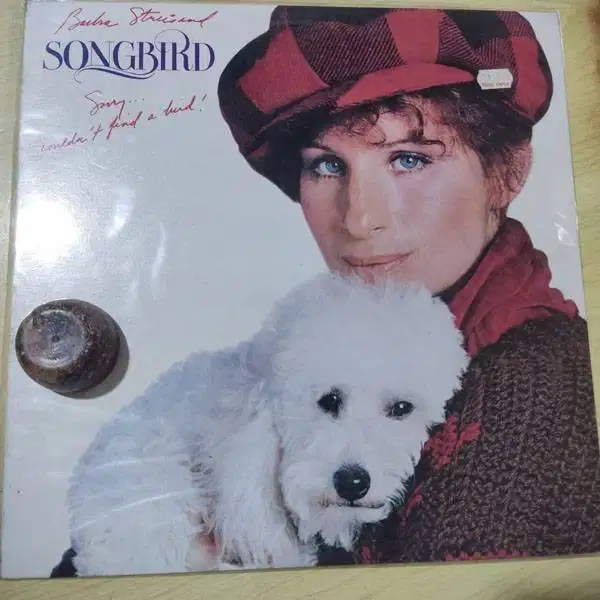 Barbra Streisand
SONGBIRD
Sorry...
couldn't find a bird!